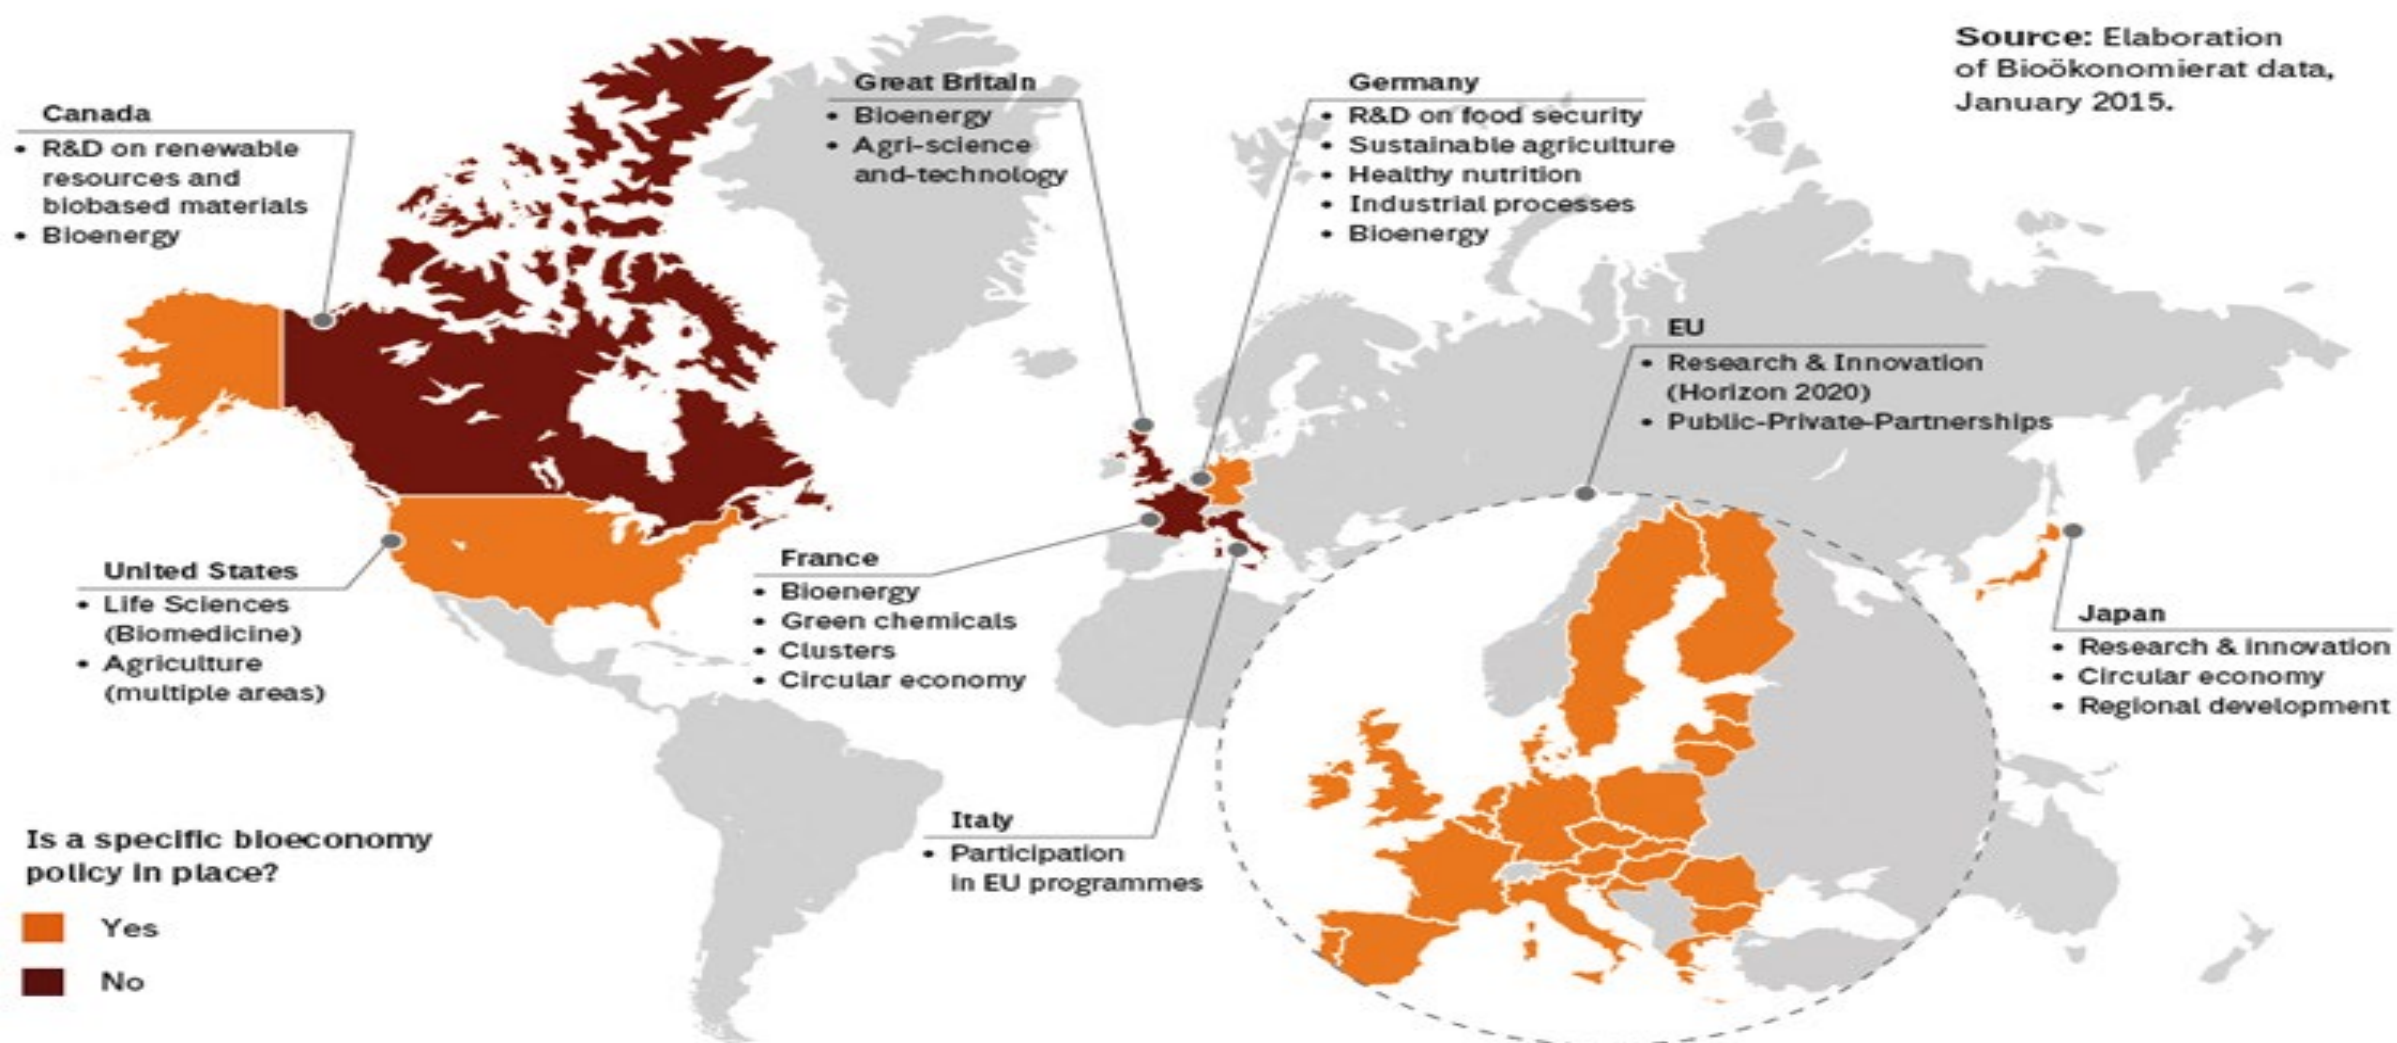 Source: Elaboration
of Bioökonomierat data,
January 2015.
Canada
• R&D on renewable
resources and
biobased materials
• Bioenergy
Great Britain
• Bioenergy
• Agri-science
and-technology
Germany
• R&D on food security
• Sustainable agriculture
• Healthy nutrition
• Industrial processes
• Bioenergy
EU
• Research & Innovation
(Horizon 2020)
• Public-Private-Partnerships
United States
• Life Sciences
(Biomedicine)
• Agriculture
(multiple areas)
France
• Bioenergy
• Green chemicals
• Clusters
• Circular economy
Japan
• Research & innovation
• Circular economy
• Regional development
Italy
• Participation
in EU programmes
Is a specific bioeconomy
policy in place?
Yes
No